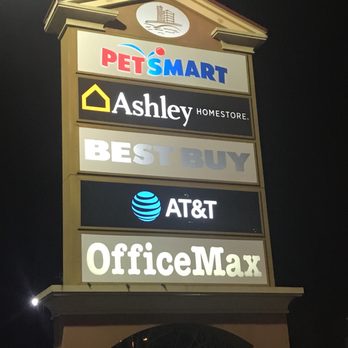 PETSMART
Ashley HOMESTORE.
BEST BUY
AT&T
OfficeMax